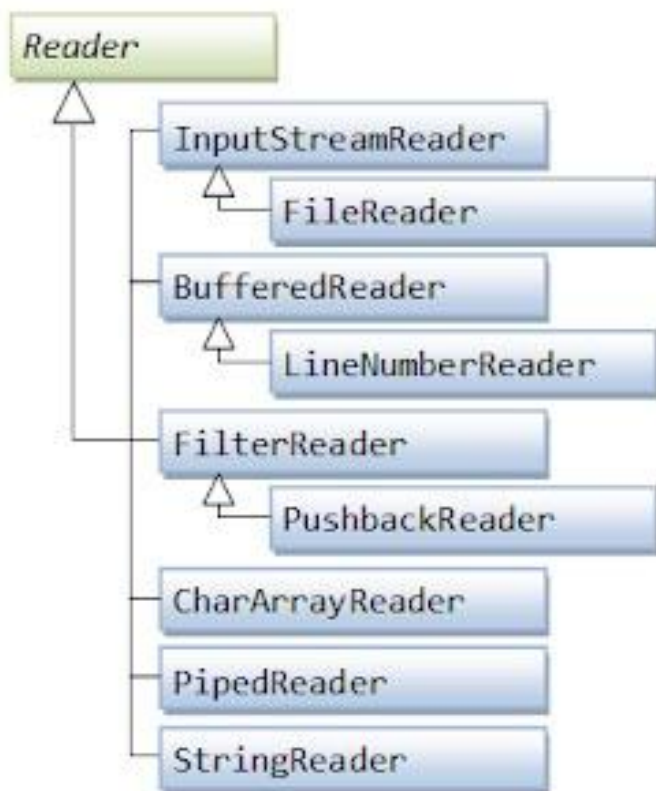 Reader
InputStreamReader
FileReader
BufferedReader
LineNumberReader
FilterReader
PushbackReader
CharArrayReader
PipedReader
StringReader